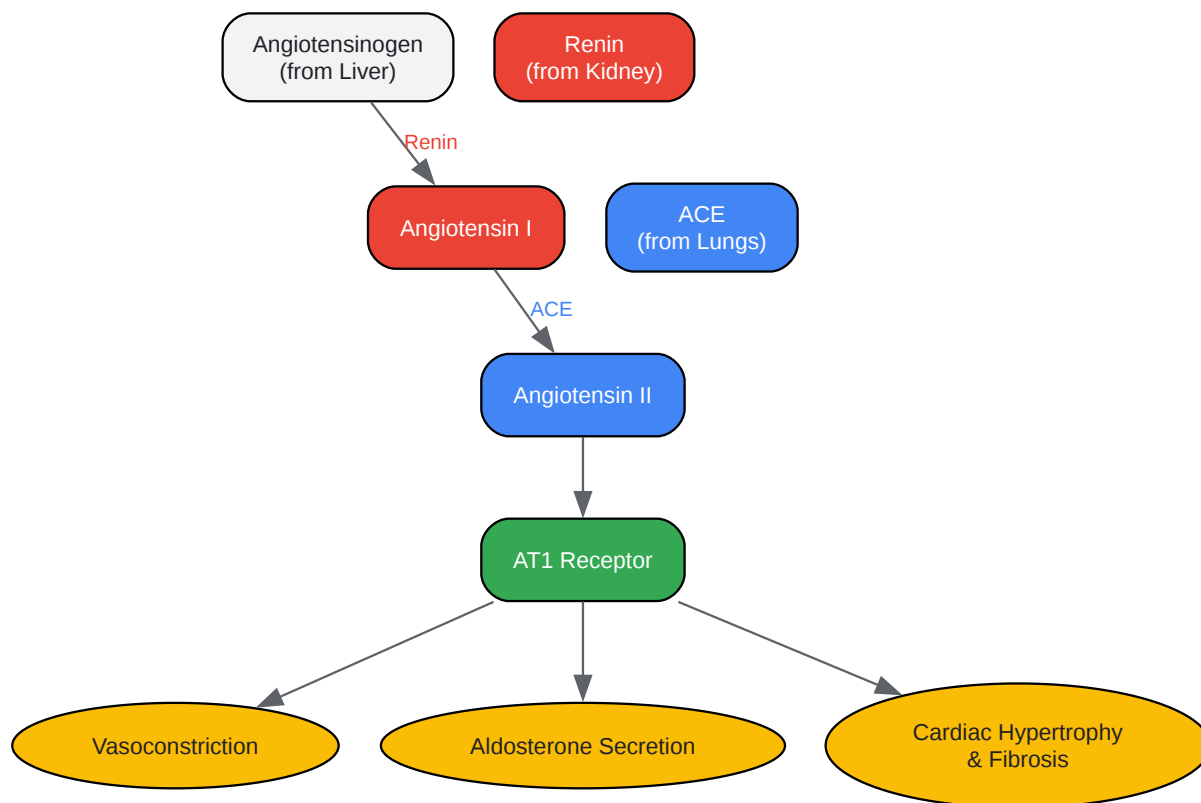 Angiotensinogen
(from Liver)
Renin
(from Kidney)
Renin
Angiotensin I
ACE
(from Lungs)
ACE
Angiotensin II
AT1 Receptor
Vasoconstriction
Aldosterone Secretion
Cardiac Hypertrophy
& Fibrosis